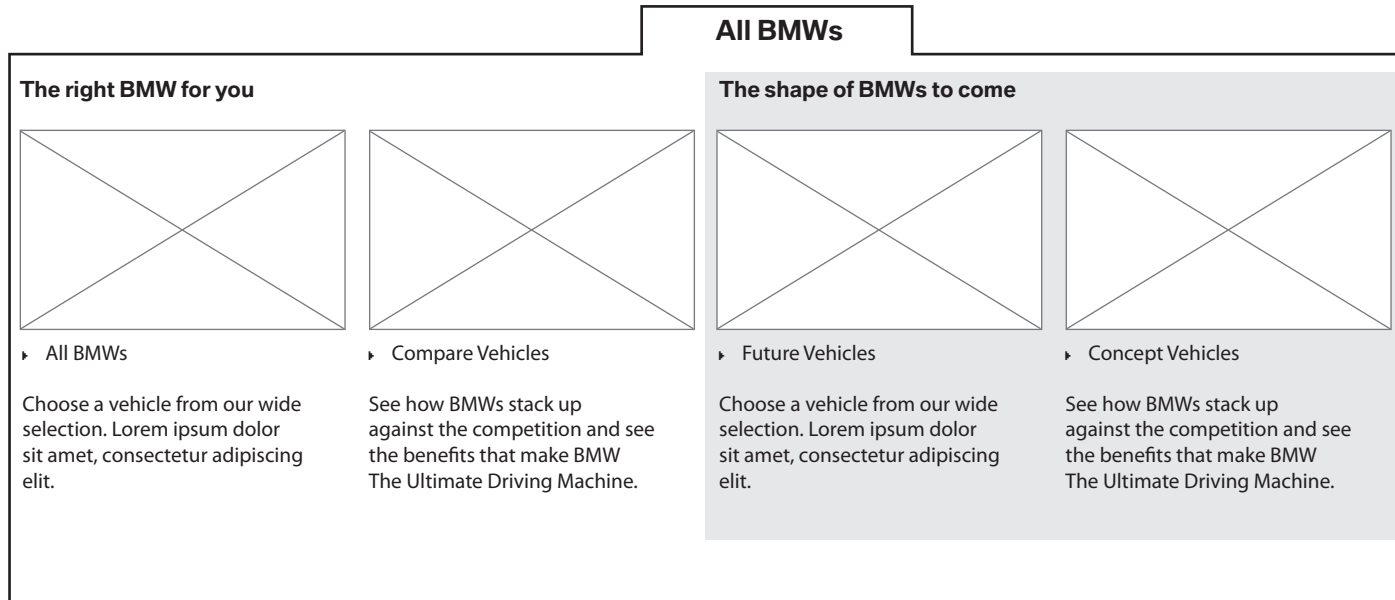 All BMWs
The right BMW for you
All BMWs
Choose a vehicle from our wide
selection. Lorem ipsum dolor
sit amet, consectetur adipiscing
elit.
Compare Vehicles
See how BMWs stack up
against the competition and see
the benefits that make BMW
The Ultimate Driving Machine.
The shape of BMWs to come
Future Vehicles
Choose a vehicle from our wide
selection. Lorem ipsum dolor
sit amet, consectetur adipiscing
elit.
Concept Vehicles
See how BMWs stack up
against the competition and see
the benefits that make BMW
The Ultimate Driving Machine.